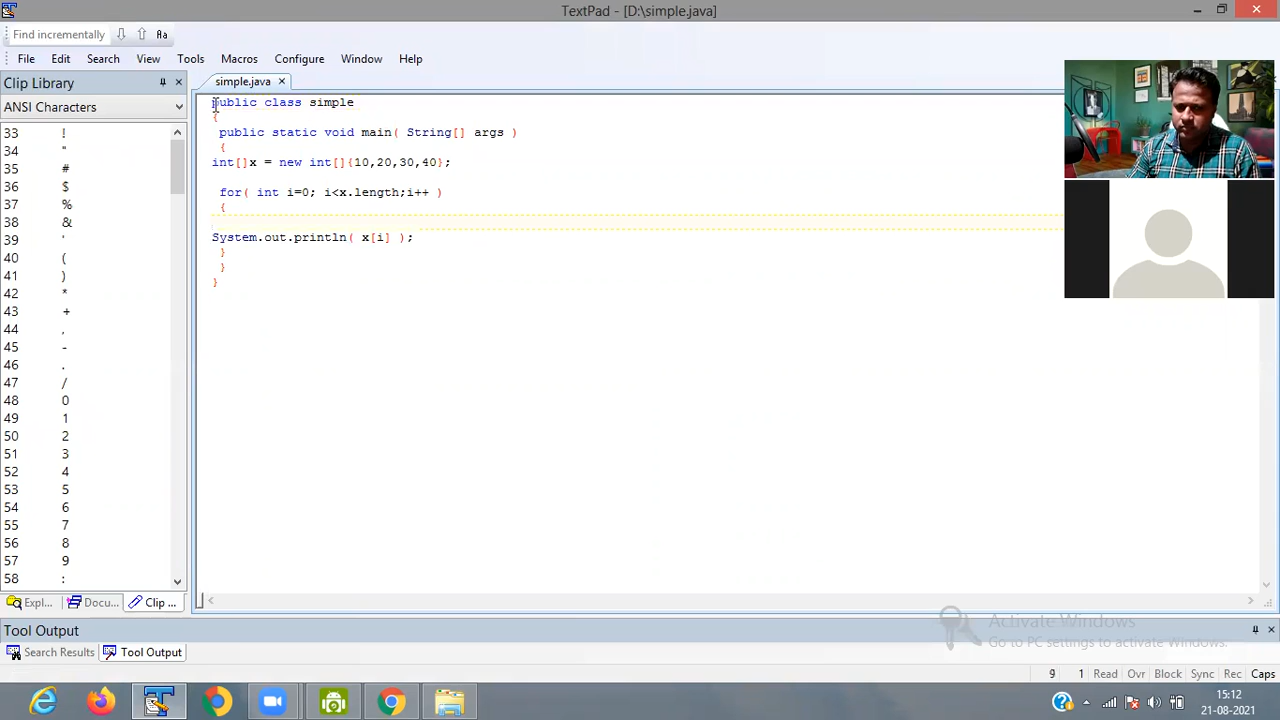 TextPad - [D:\simple.java]
Find incrementally
Aa
File Edit Search View Tools Macros Configure Window Help
Clip Library
simple.java
ANSI Characters
public class simple
{
public static void main( String[] args )
{
int[]x = new int[]{10,20,30,40};
for( int i=0; i<x.length;i++ )
{
System.out.println( x[i] );
}
}
}
33 !
34 "
35 #
36 $
37 %
38 &
39 '
40 (
41 )
42 *
43 +
44 ,
45 -
46 .
47 /
48 0
49 1
50 2
51 3
52 4
53 5
54 6
55 7
56 8
57 9
58 :
Expl... Docu... Clip ...
Activate Windows
Go to PC settings to activate Windows.
Tool Output
Search Results Tool Output
9 1 Read Ovr Block Sync Rec Caps
15:12
21-08-2021